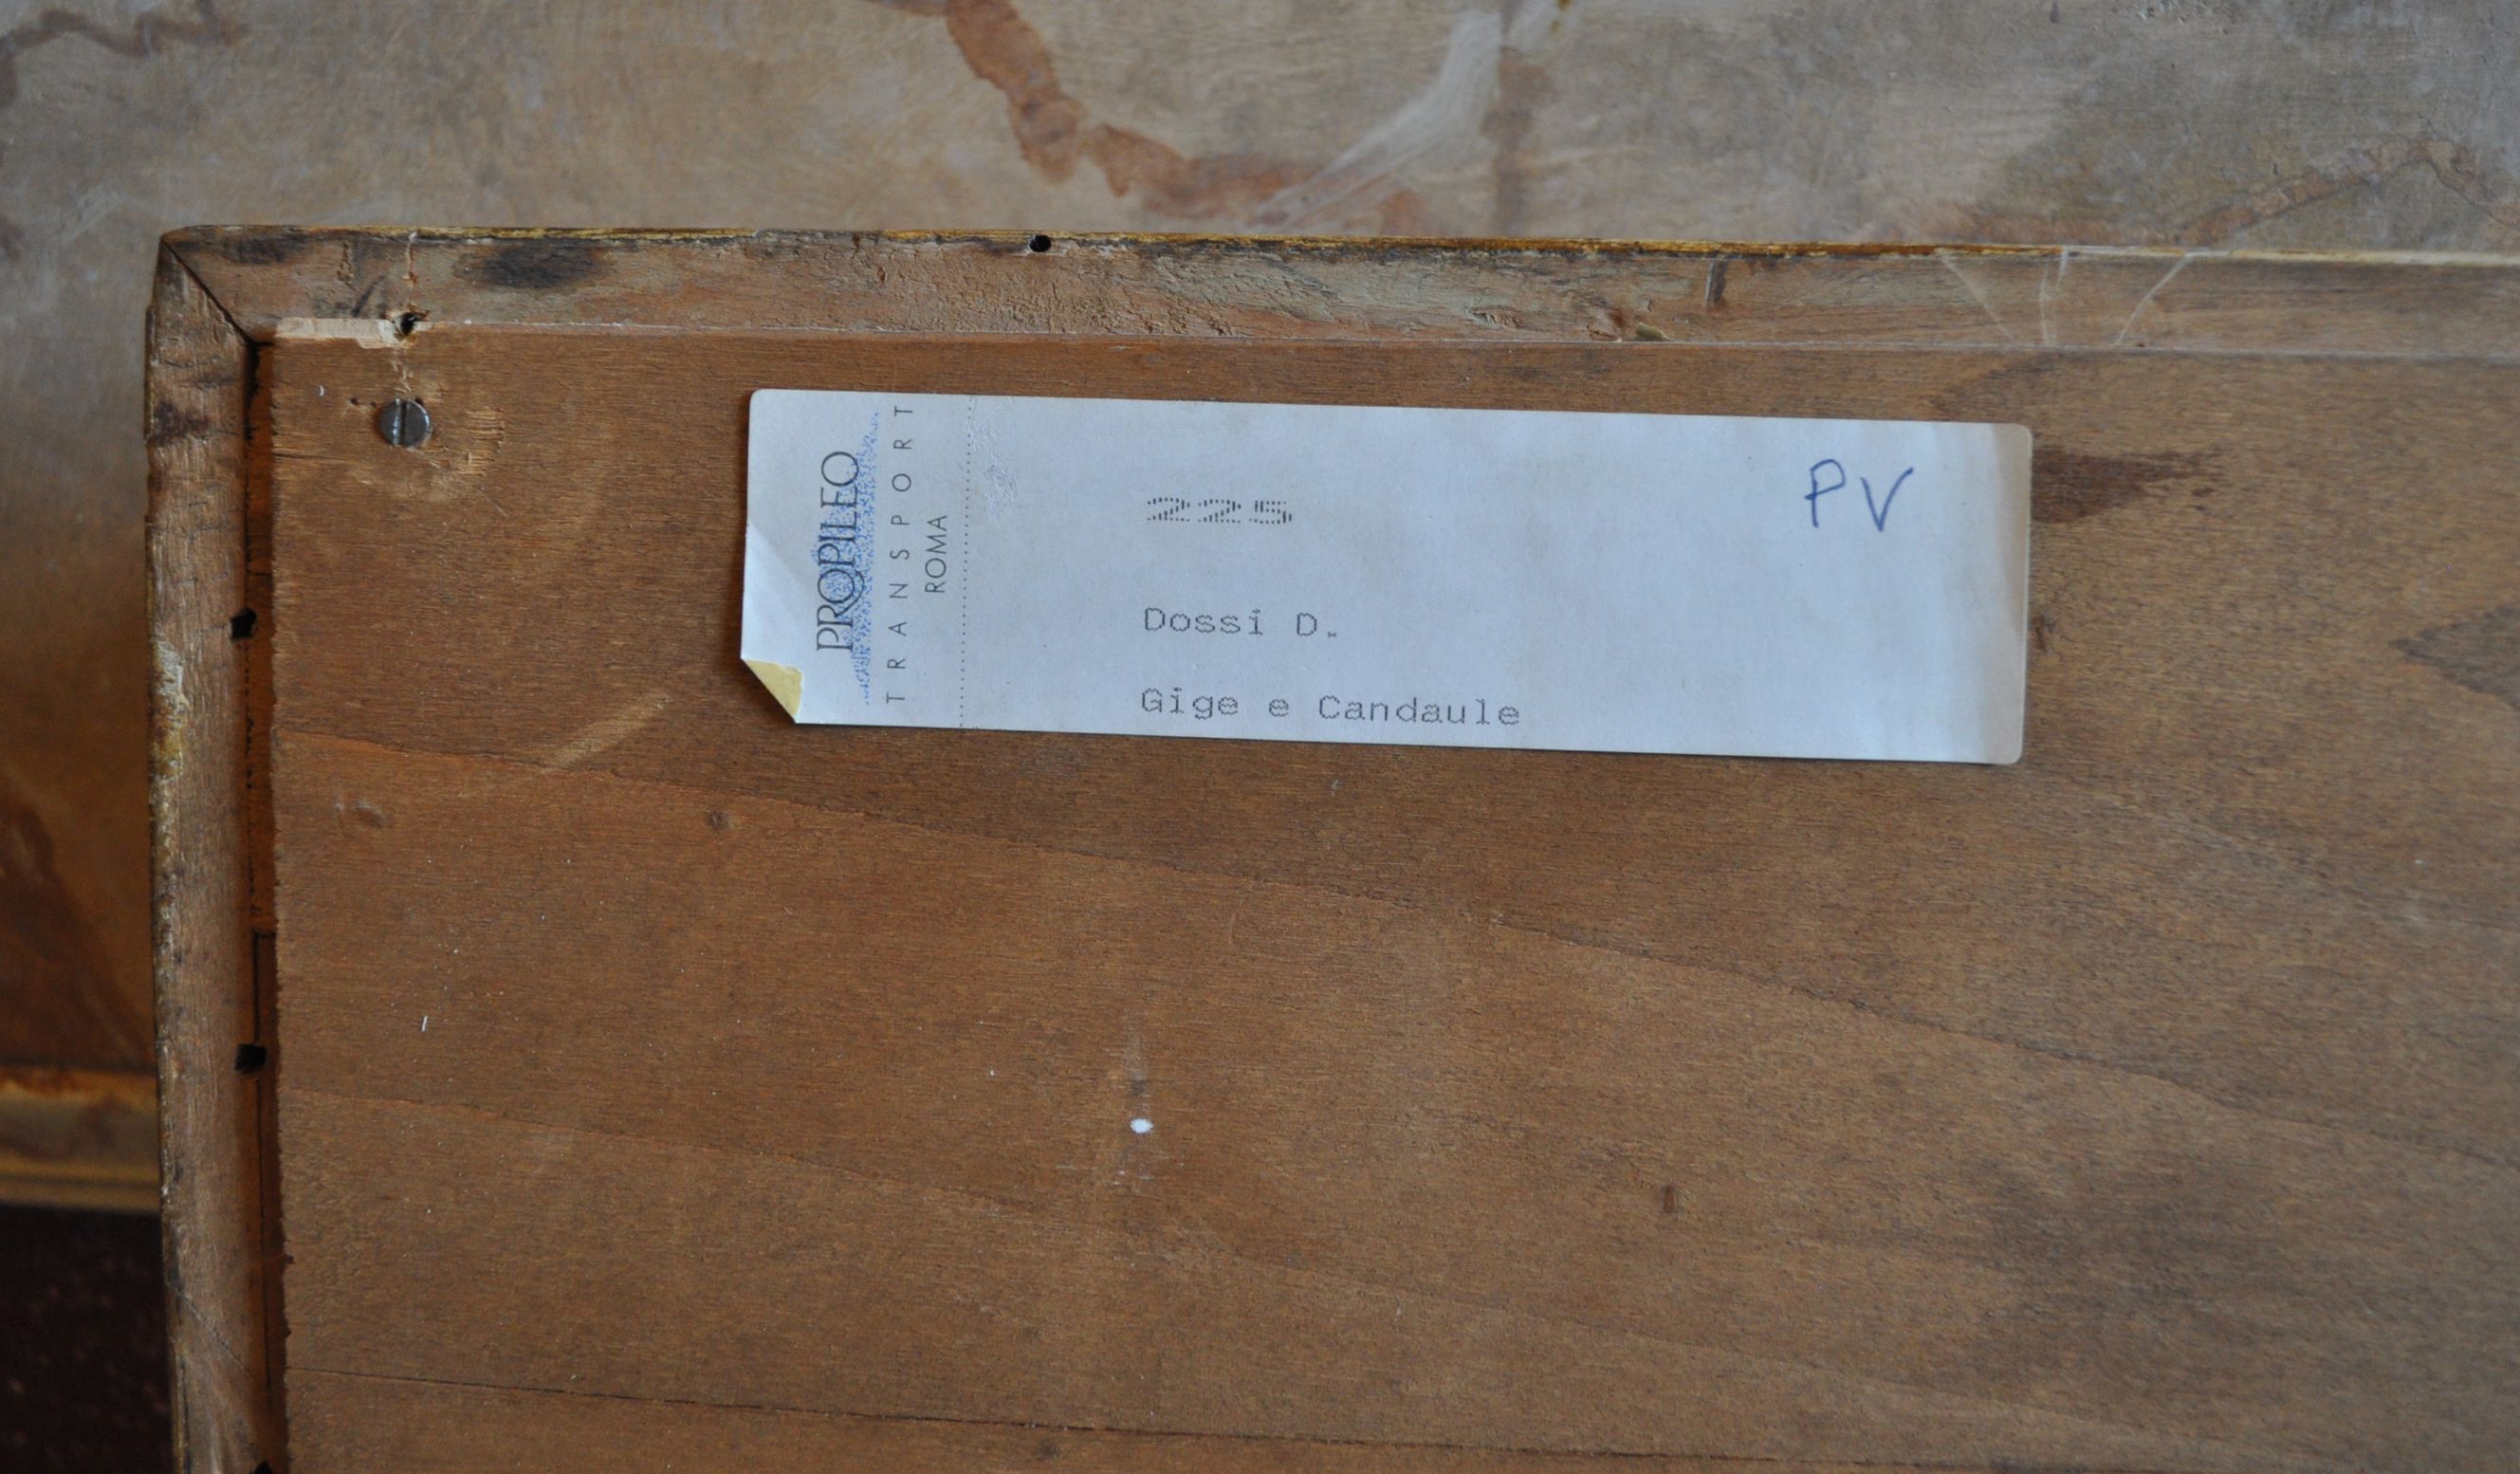 PROPILEO
TRANSPORT
ROMA
225
PV
Dossi D.
Gige e Candaule